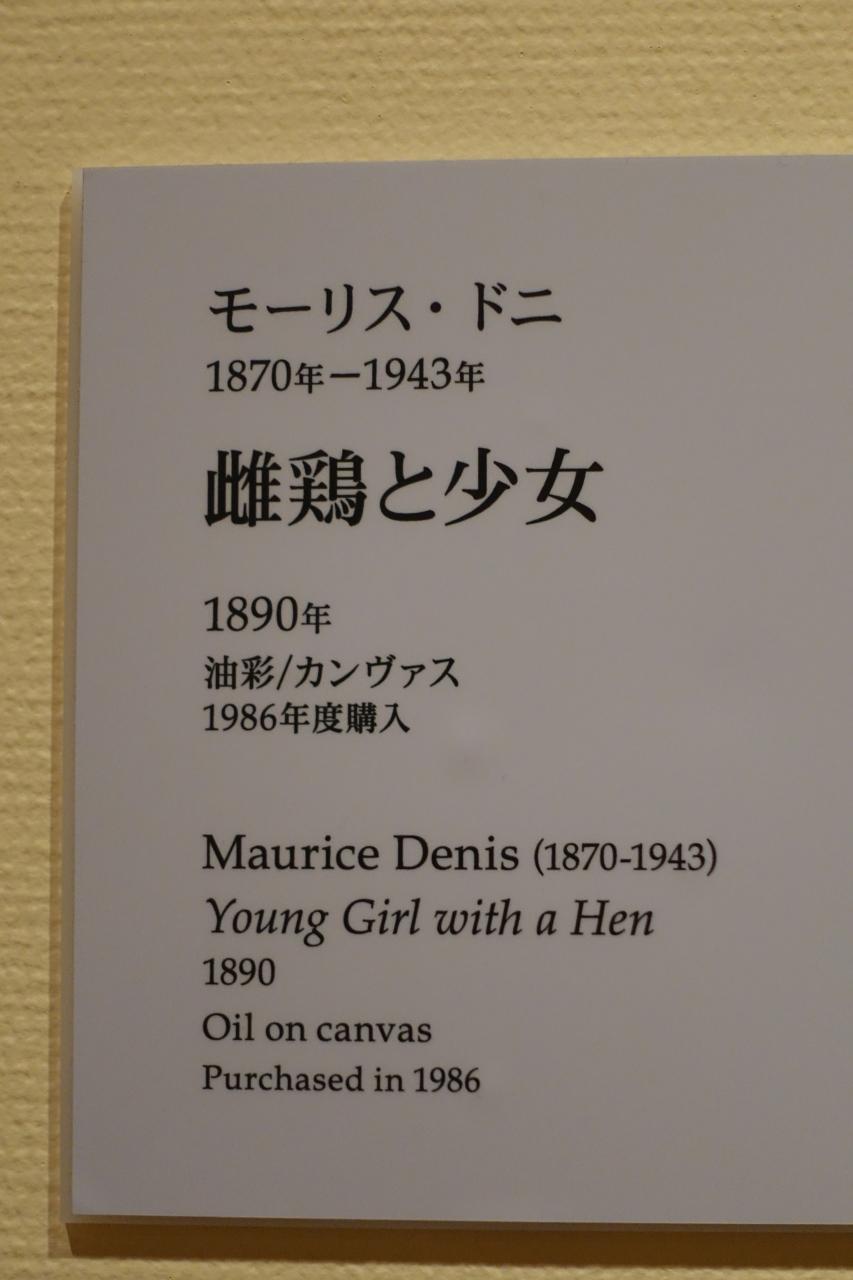 モーリス・ドニ
1870年－1943年
雌鶏と少女
1890年
油彩/カンヴァス
1986年度購入
Maurice Denis (1870-1943)
Young Girl with a Hen
1890
Oil on canvas
Purchased in 1986